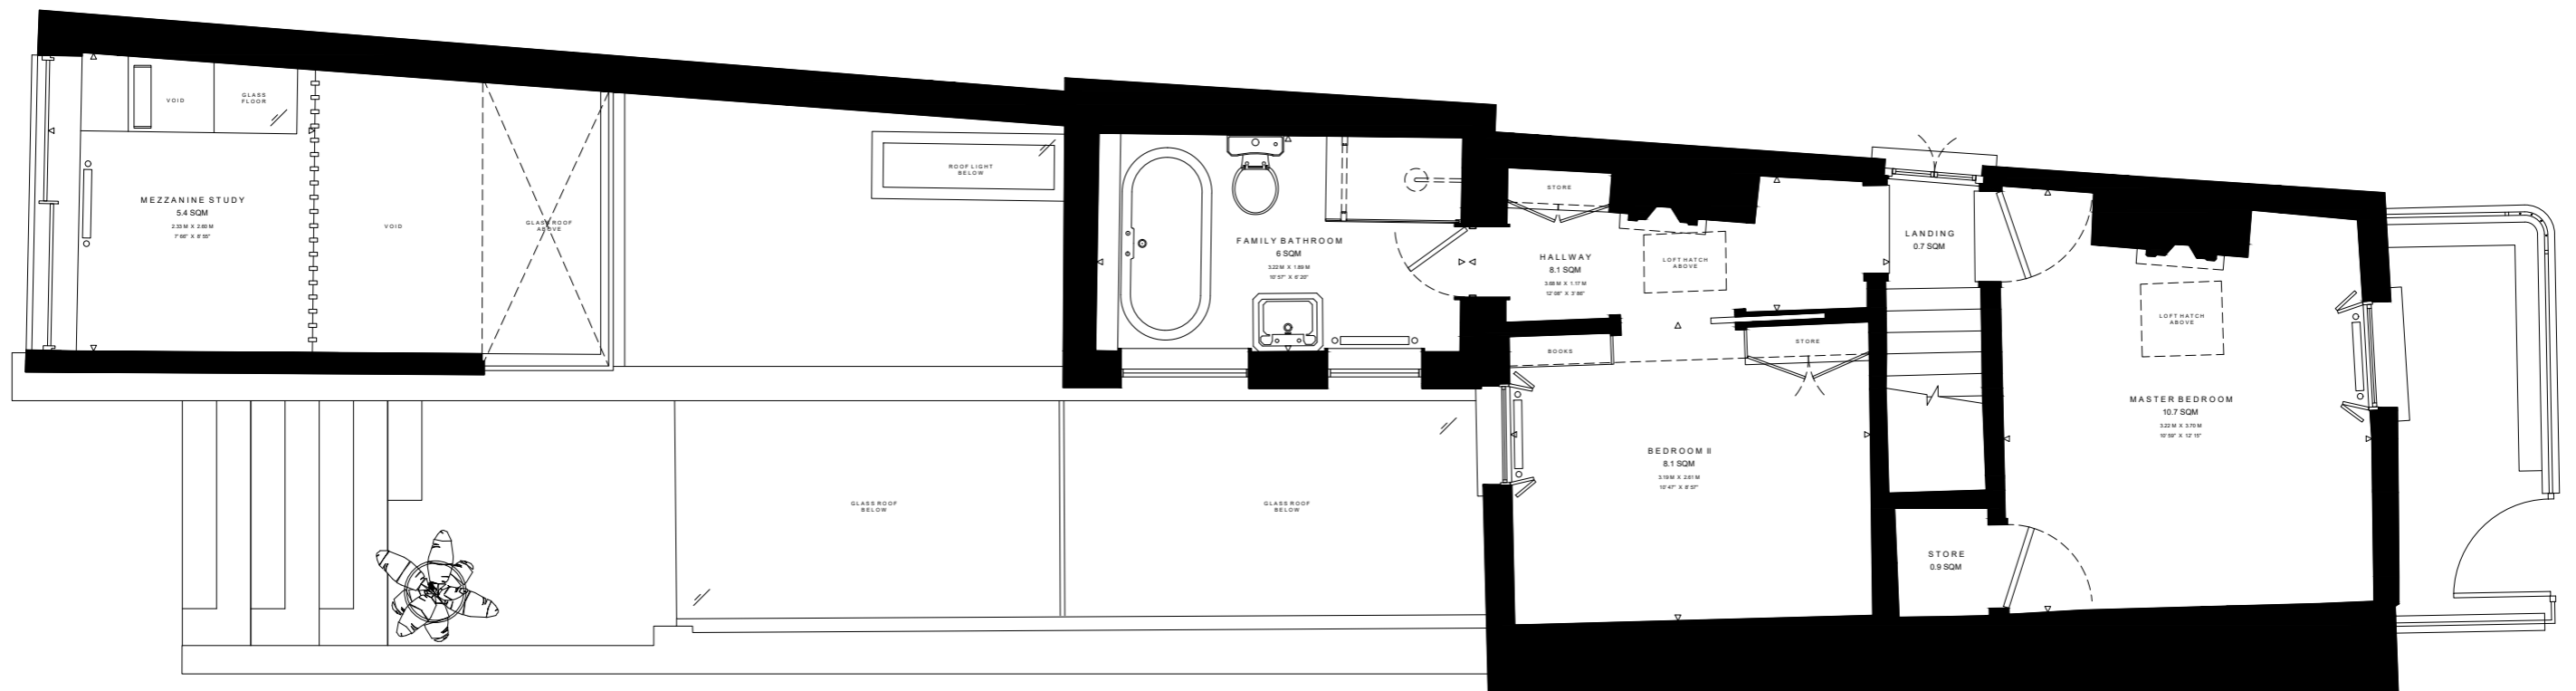 VOID
GLASS
FLOOR
MEZZANINE STUDY
5.4 SQM
2.33 M X 2.60 M
7' 66" X 8' 55"
VOID
GLASS ROOF
ABOVE
ROOF LIGHT
BELOW
FAMILY BATHROOM
6 SQM
3.22 M X 1.89 M
10' 57" X 6' 20"
STORE
HALLWAY
8.1 SQM
3.68 M X 1.17 M
12' 08" X 3' 86"
LOFT HATCH
ABOVE
LANDING
0.7 SQM
BOOKS
STORE
LOFT HATCH
ABOVE
MASTER BEDROOM
10.7 SQM
3.22 M X 3.70 M
10' 59" X 12' 15"
BEDROOM II
8.1 SQM
3.19 M X 2.61 M
10' 47" X 8' 57"
GLASS ROOF
BELOW
GLASS ROOF
BELOW
STORE
0.9 SQM